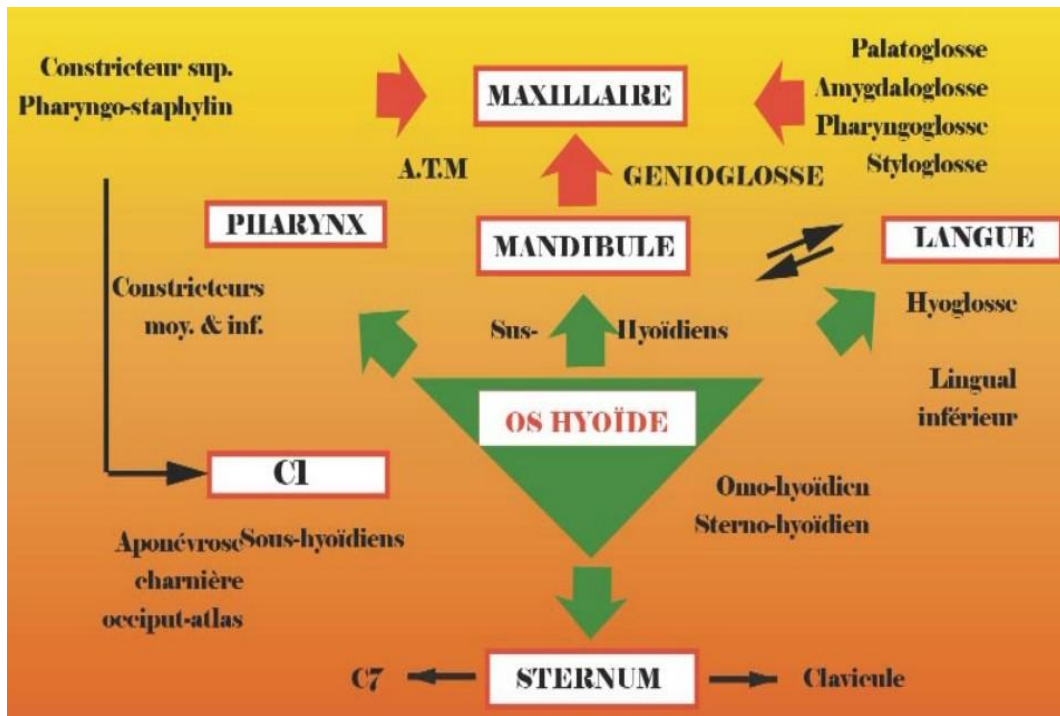 Constricteur sup.
Pharyngo-staphylin
MAXILLAIRE
Palatoglosse
Amygdaloglosse
Pharyngoglosse
Styloglosse
A.T.M
GENIOGLOSSE
PHARYNX
MANDIBULE
LANGUE
Constricteurs
moy. & inf.
Sus- Hyoïdiens
Hyoglosse
Lingual
inférieur
OS HYOÏDE
C1
Omo-hyoïdien
Sterno-hyoïdien
Aponévrose Sous-hyoïdiens
charnière
occiput-atlas
C7
STERNUM
Clavicule